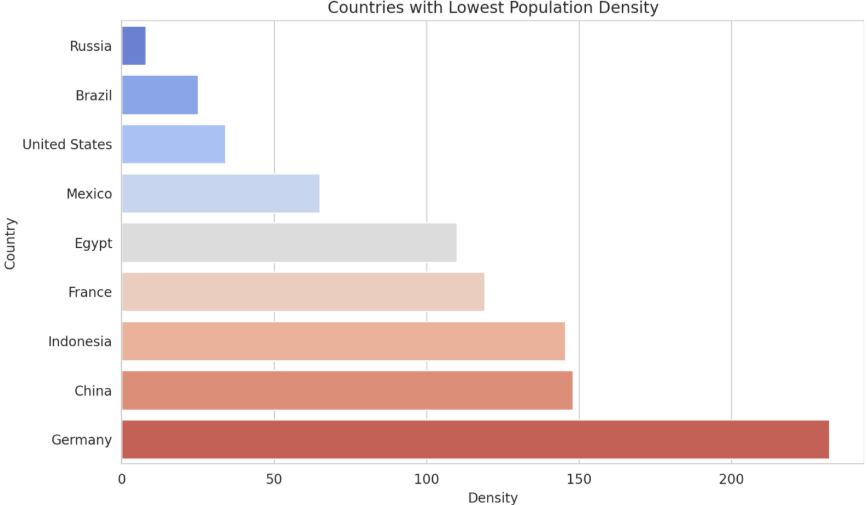 Countries with Lowest Population Density
Russia
Brazil
United States
Mexico
Egypt
France
Indonesia
China
Germany
Country
0 50 100 150 200
Density